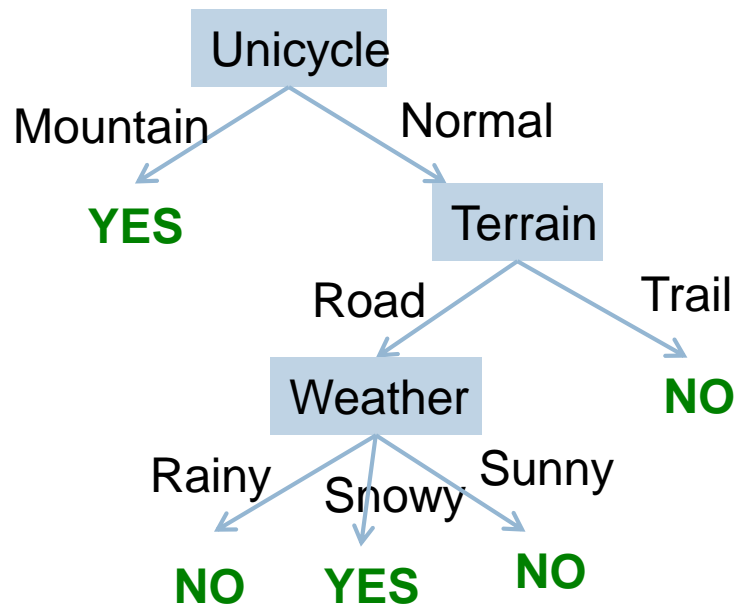 Unicycle
Mountain
Normal
YES
Terrain
Road
Trail
Weather
NO
Rainy
Snowy
Sunny
NO
YES
NO